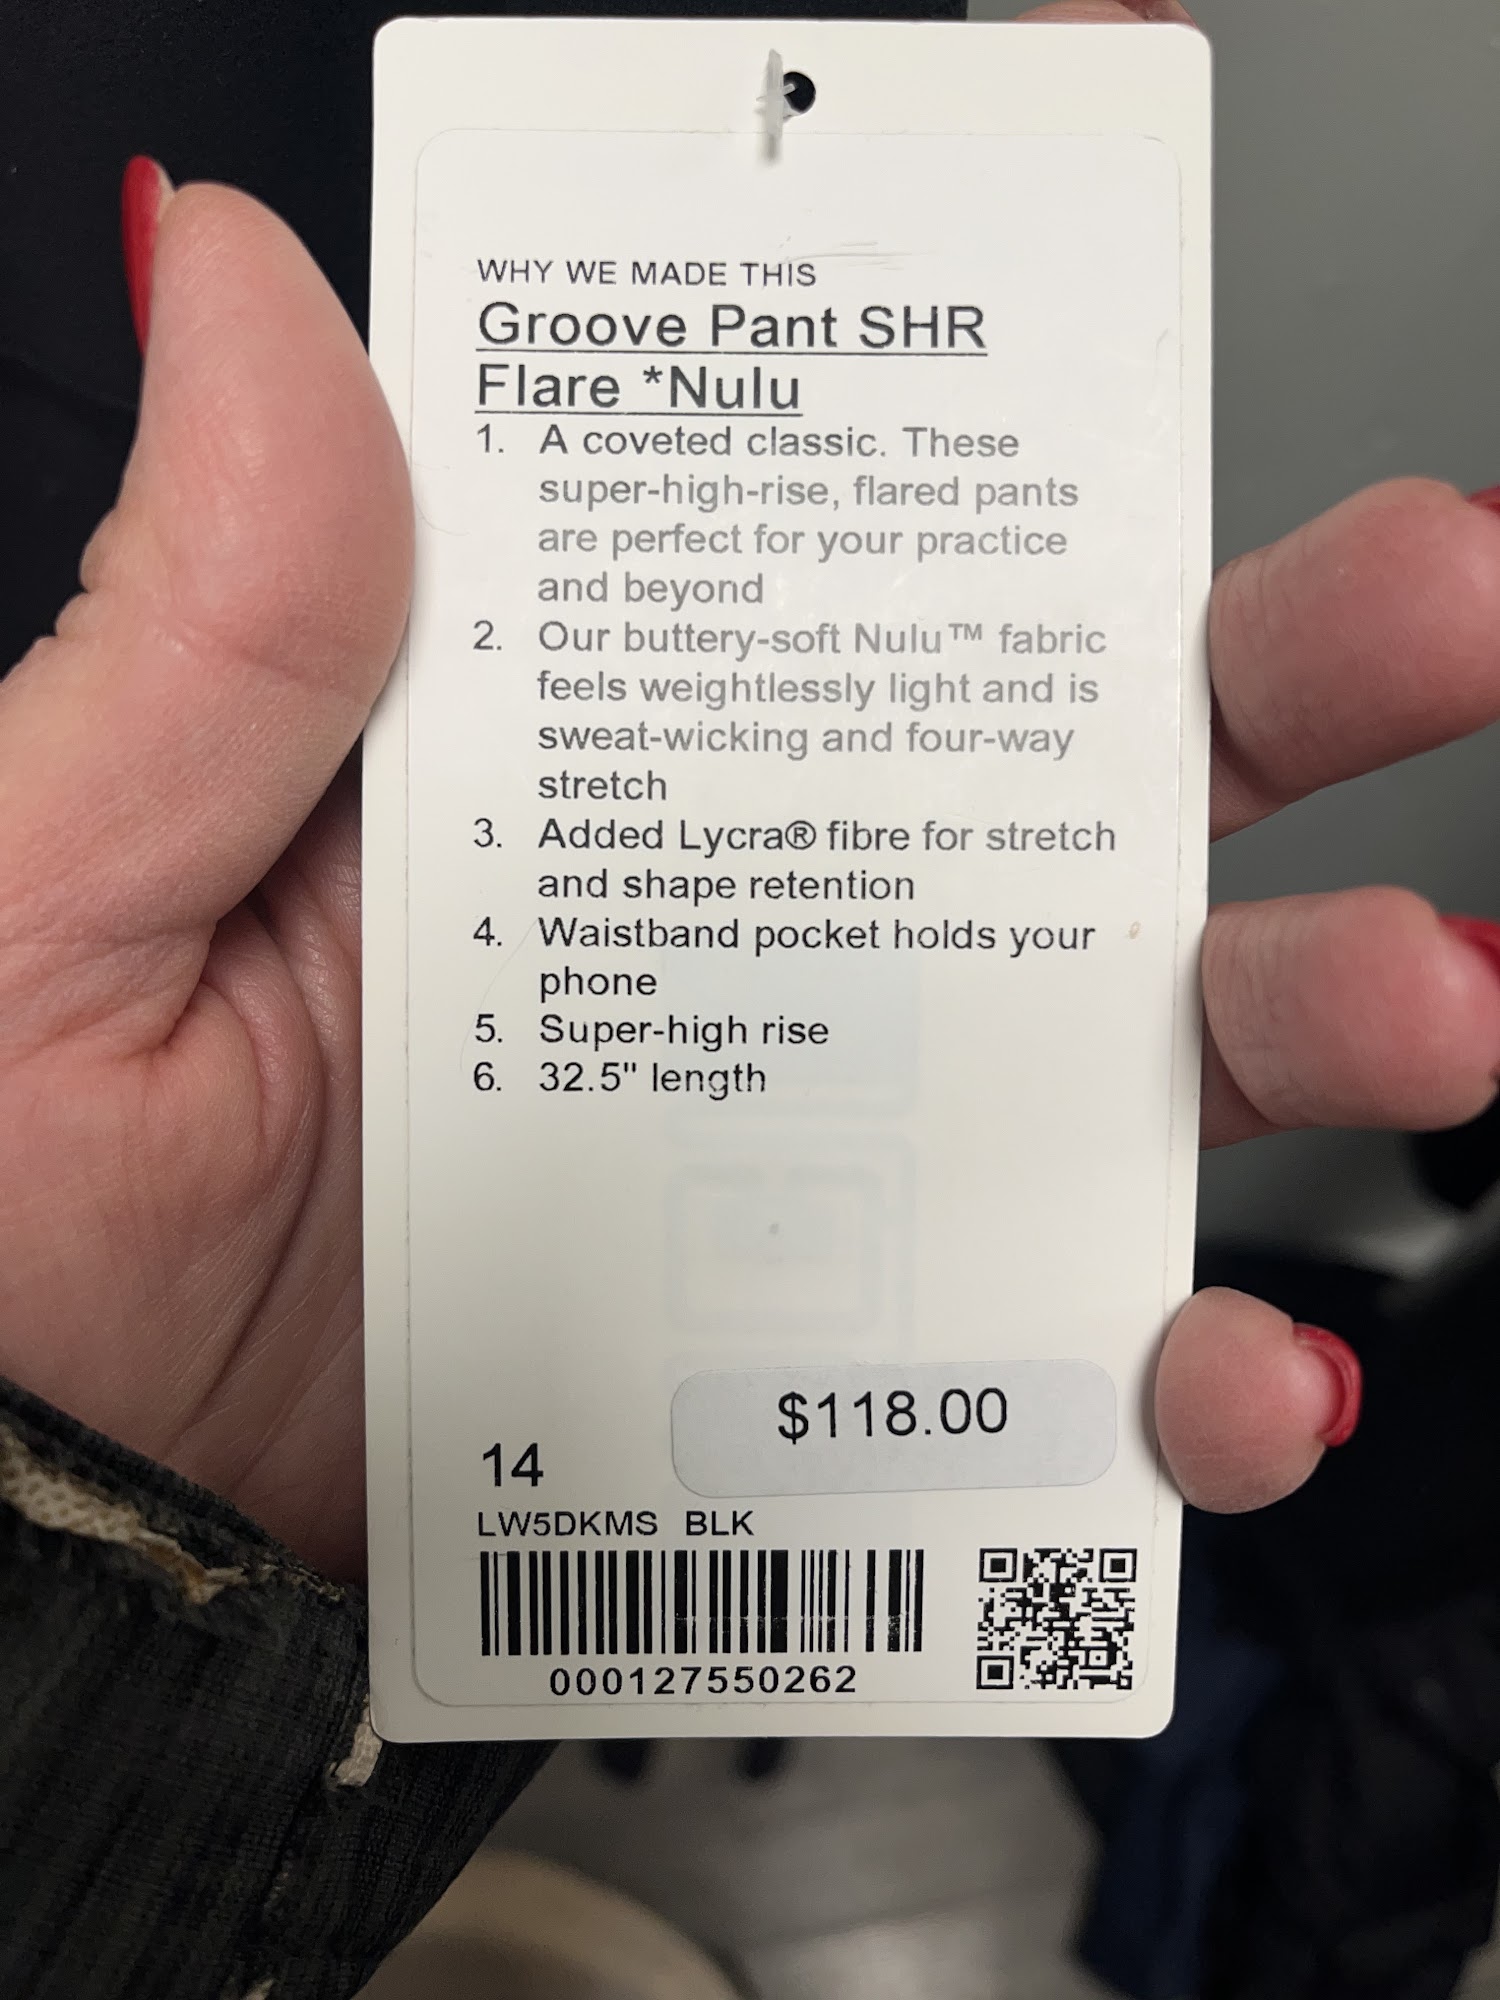 WHY WE MADE THIS
Groove Pant SHR
Flare *Nulu
1. A coveted classic. These
super-high-rise, flared pants
are perfect for your practice
and beyond
2. Our buttery-soft Nulu™ fabric
feels weightlessly light and is
sweat-wicking and four-way
stretch
3. Added Lycra® fibre for stretch
and shape retention
4. Waistband pocket holds your
phone
5. Super-high rise
6. 32.5" length
$118.00
14
LW5DKMS BLK
000127550262